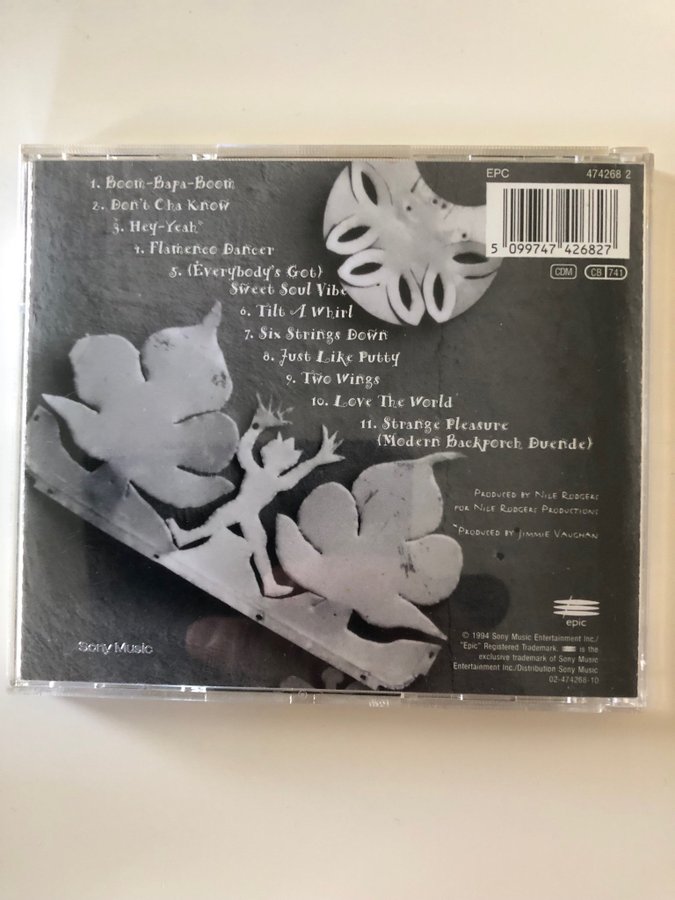 1. Boom-Bapa-Boom
2. Don't Cha Know
3. Hey-Yeah*
4. Flamenco Dancer
5. (Everybody's Got)
Sweet Soul Vibe
6. Tilt A Whirl
7. Six Strings Down
8. Just Like Putty
9. Two Wings
10. Love The World
11. Strange Pleasure
(Modern Backporch Duende)
EPC 474268 2
5 099747 426827
CDM CB 741
Produced by Nile Rodgers
for Nile Rodgers Productions
*Produced by Jimmie Vaughan
epic
Sony Music
© 1994 Sony Music Entertainment Inc./
"Epic" Registered Trademark. is the
exclusive trademark of Sony Music
Entertainment Inc./Distribution Sony Music
02-474268-10